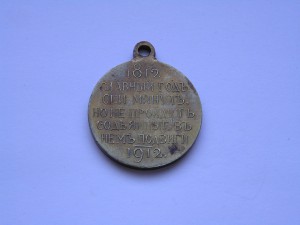 1812
СЛАВНЫЙ ГОДЪ
СЕЙ МИНУЛЪ,
НО НЕ ПРОЙДУТЪ
СОДѢЯННЫЕ ВЪ
НЕМЪ ПОДВИГИ
1912